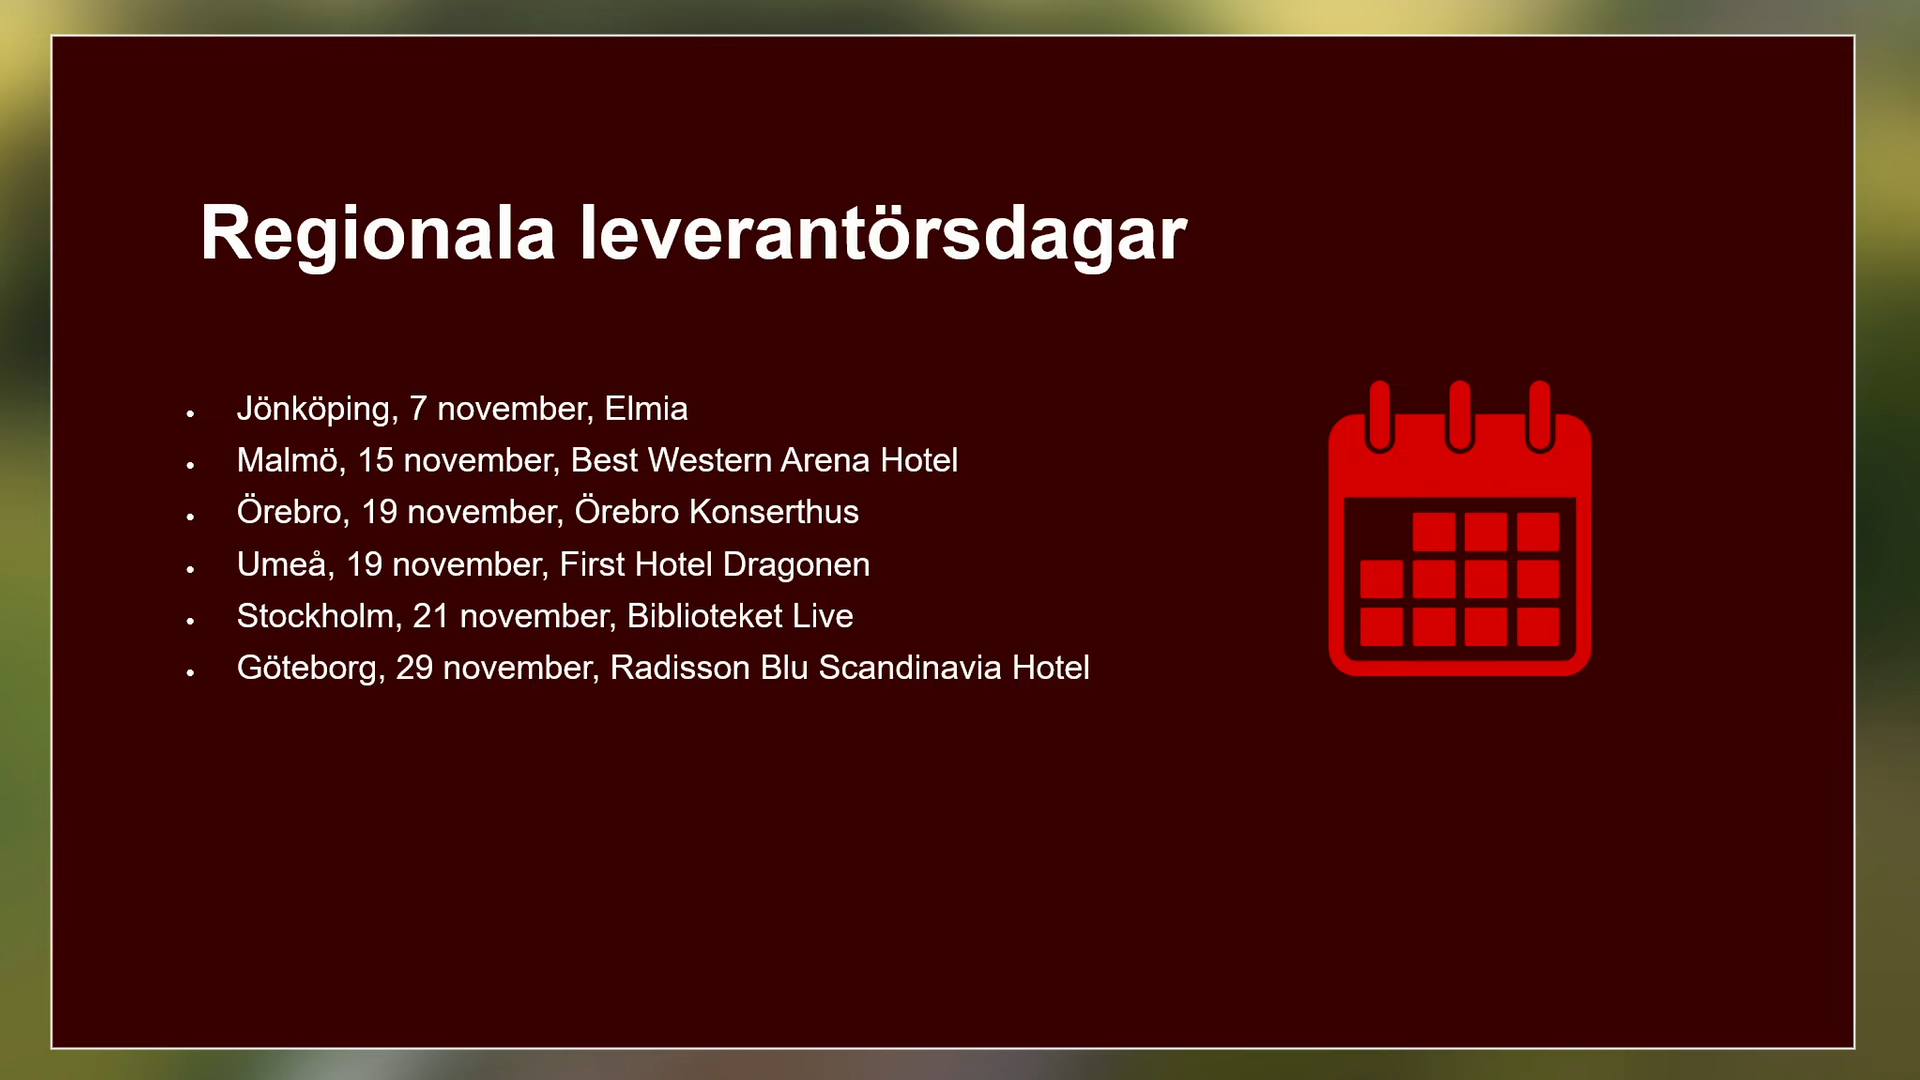 Regionala leverantörsdagar
• Jönköping, 7 november, Elmia
• Malmö, 15 november, Best Western Arena Hotel
• Örebro, 19 november, Örebro Konserthus
• Umeå, 19 november, First Hotel Dragonen
• Stockholm, 21 november, Biblioteket Live
• Göteborg, 29 november, Radisson Blu Scandinavia Hotel